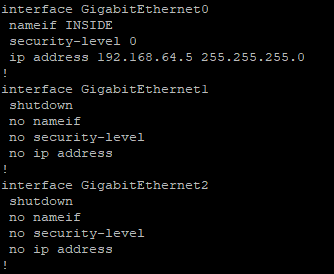 interface GigabitEthernet0
 nameif INSIDE
 security-level 0
 ip address 192.168.64.5 255.255.255.0
!
interface GigabitEthernet1
 shutdown
 no nameif
 no security-level
 no ip address
!
interface GigabitEthernet2
 shutdown
 no nameif
 no security-level
 no ip address
!